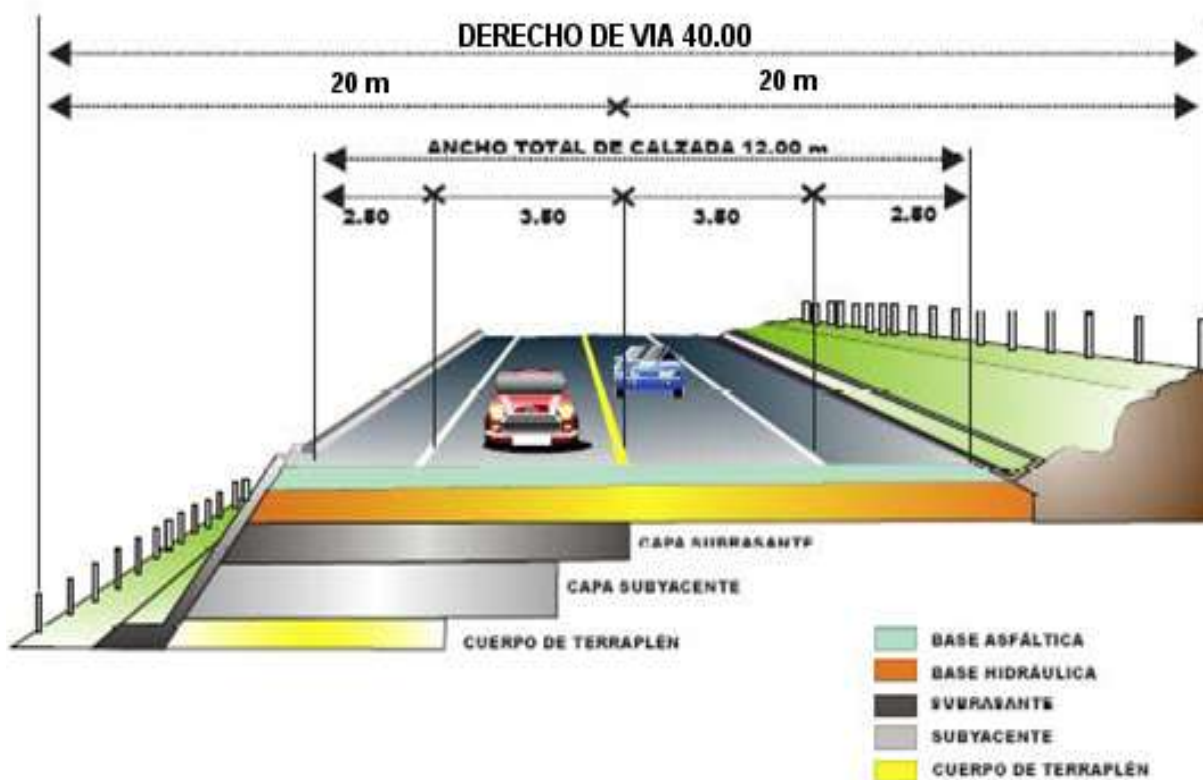 DERECHO DE VIA 40.00
20 m
20 m
ANCHO TOTAL DE CALZADA 12.00 m
2.50
3.50
3.50
2.50
CAPA SUBRASANTE
CAPA SUBYACENTE
CUERPO DE TERRAPLÉN
BASE ASFÁLTICA
BASE HIDRÁULICA
SUBRASANTE
SUBYACENTE
CUERPO DE TERRAPLÉN